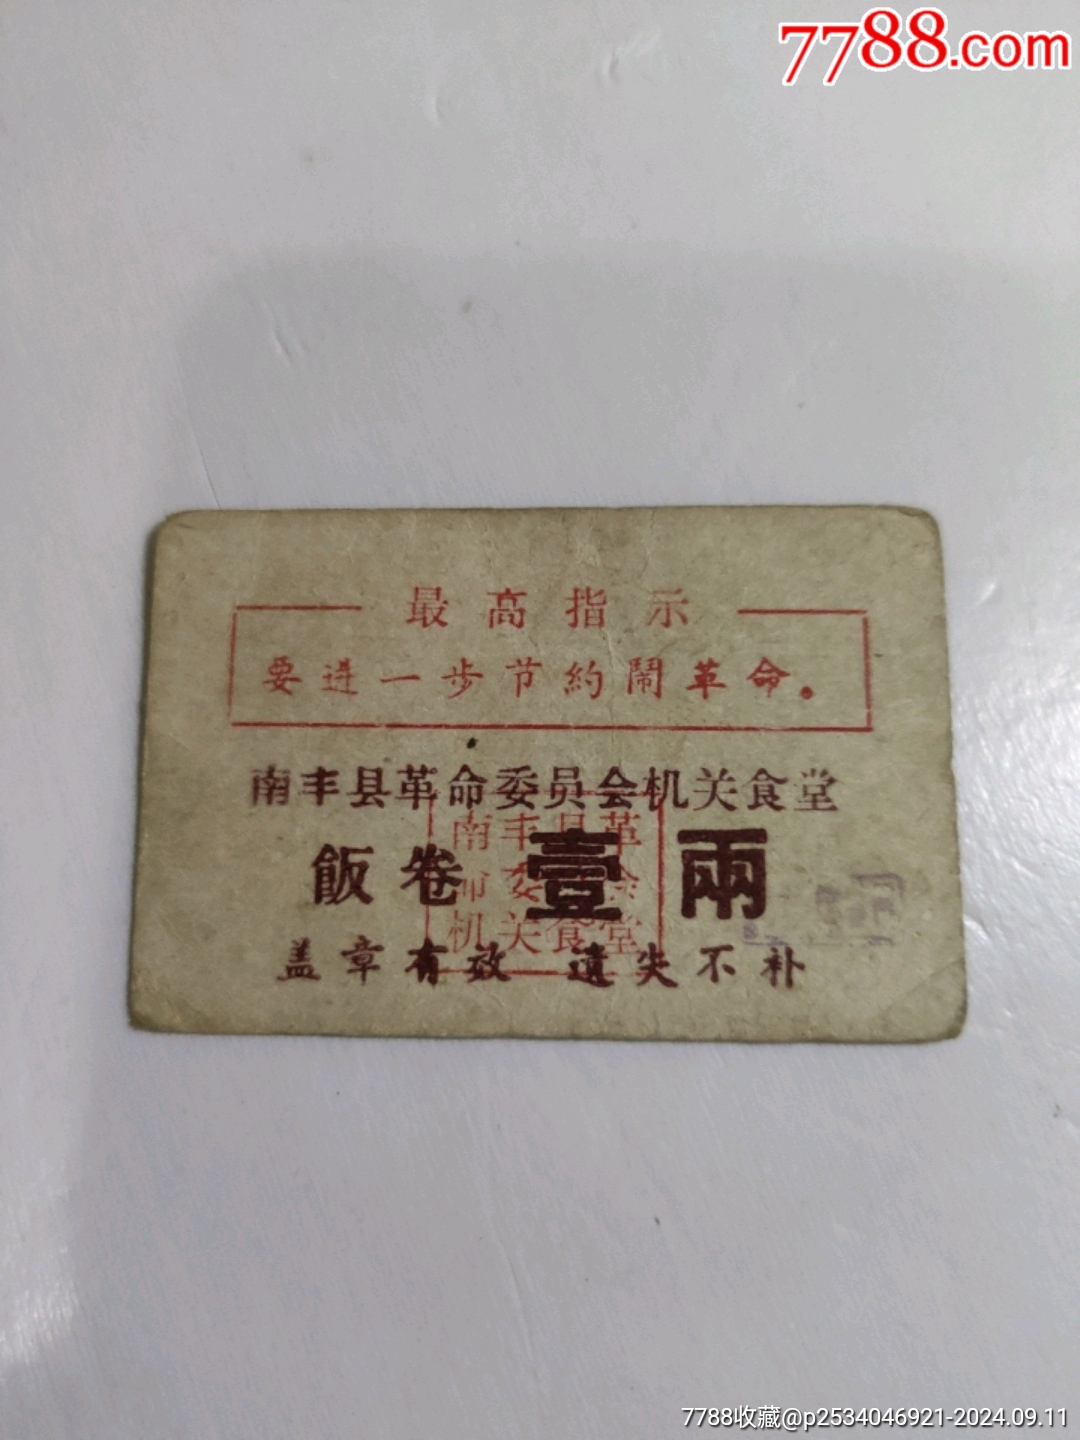 7788.com
最高指示
要进一步节約鬧革命。
南丰县革命委员会机关食堂
南丰县革
命委员会
机关食堂
飯卷 壹兩
盖章有效 遺失不补
7788收藏@p2534046921-2024.09.11